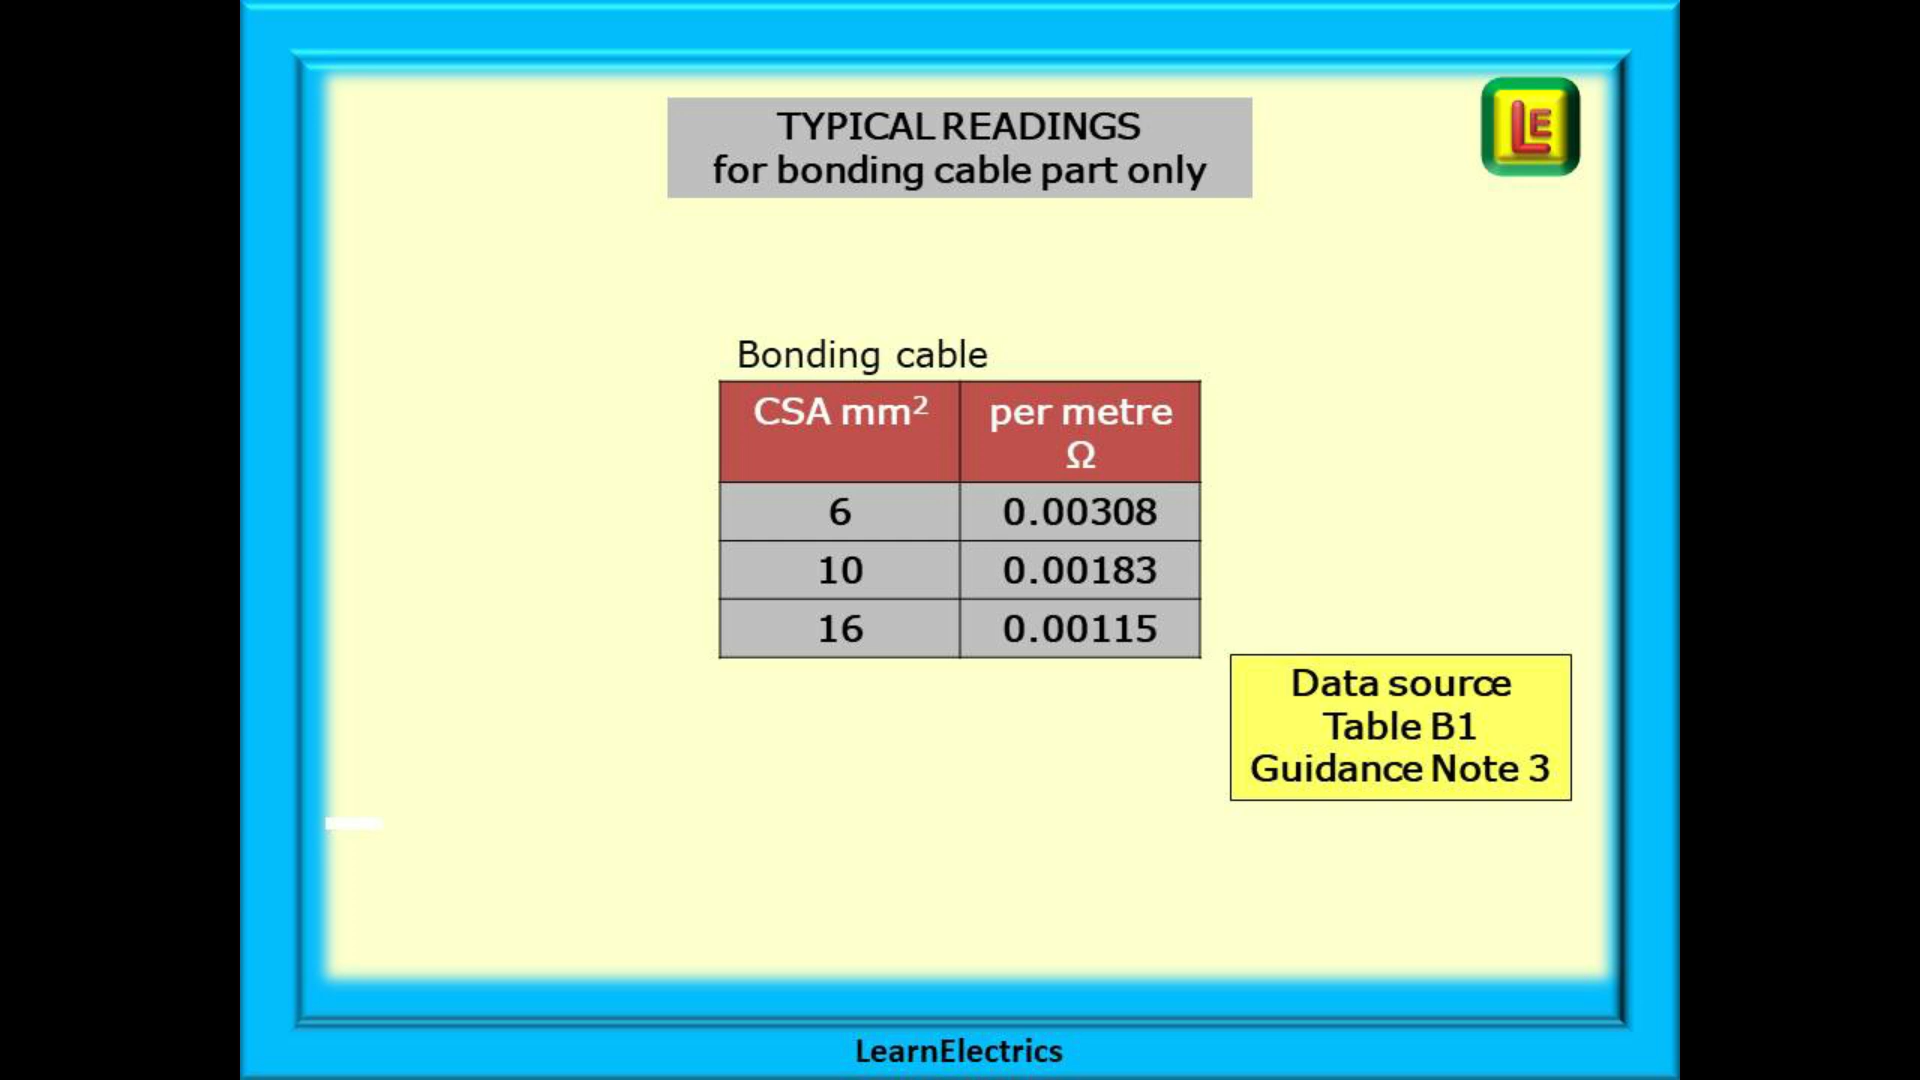 TYPICAL READINGS
for bonding cable part only
LE
Bonding cable
CSA mm² per metre
Ω
6 0.00308
10 0.00183
16 0.00115
Data source
Table B1
Guidance Note 3
LearnElectrics